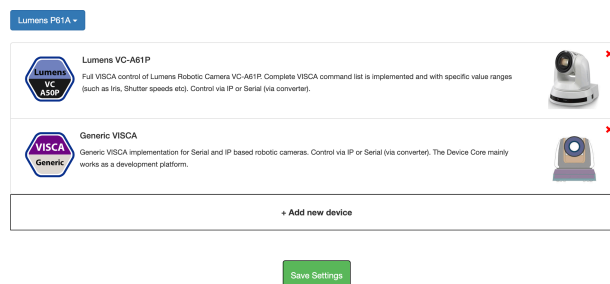 Lumens P61A
Lumens VC-A61P
Lumens
VC
A50P
Full VISCA control of Lumens Robotic Camera VC-A61P. Complete VISCA command list is implemented and with specific value ranges
(such as Iris, Shutter speeds etc). Control via IP or Serial (via converter).
Generic VISCA
VISCA
Generic
Generic VISCA implementation for Serial and IP based robotic cameras. Control via IP or Serial (via converter). The Device Core mainly
works as a development platform.
+ Add new device
Save Settings